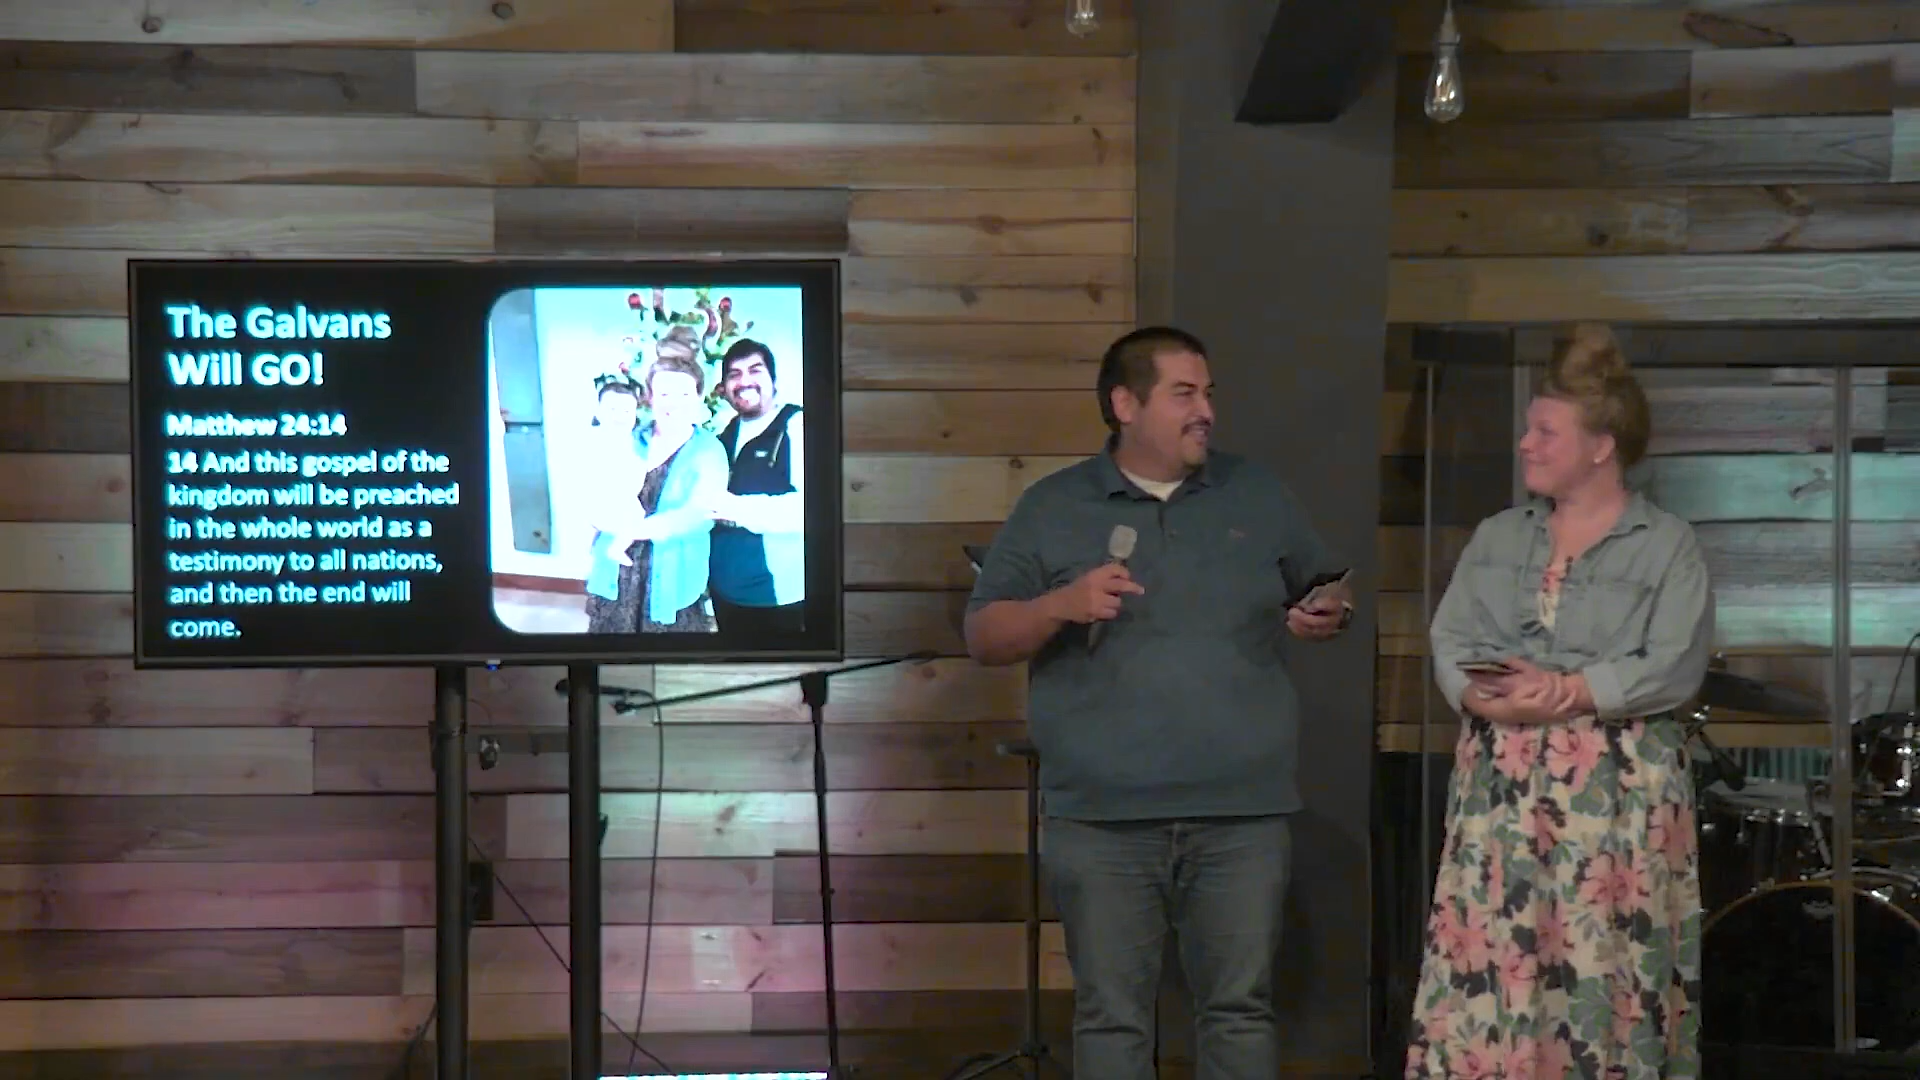 The Galvans
Will GO!
Matthew 24:14
14 And this gospel of the
kingdom will be preached
in the whole world as a
testimony to all nations,
and then the end will
come.